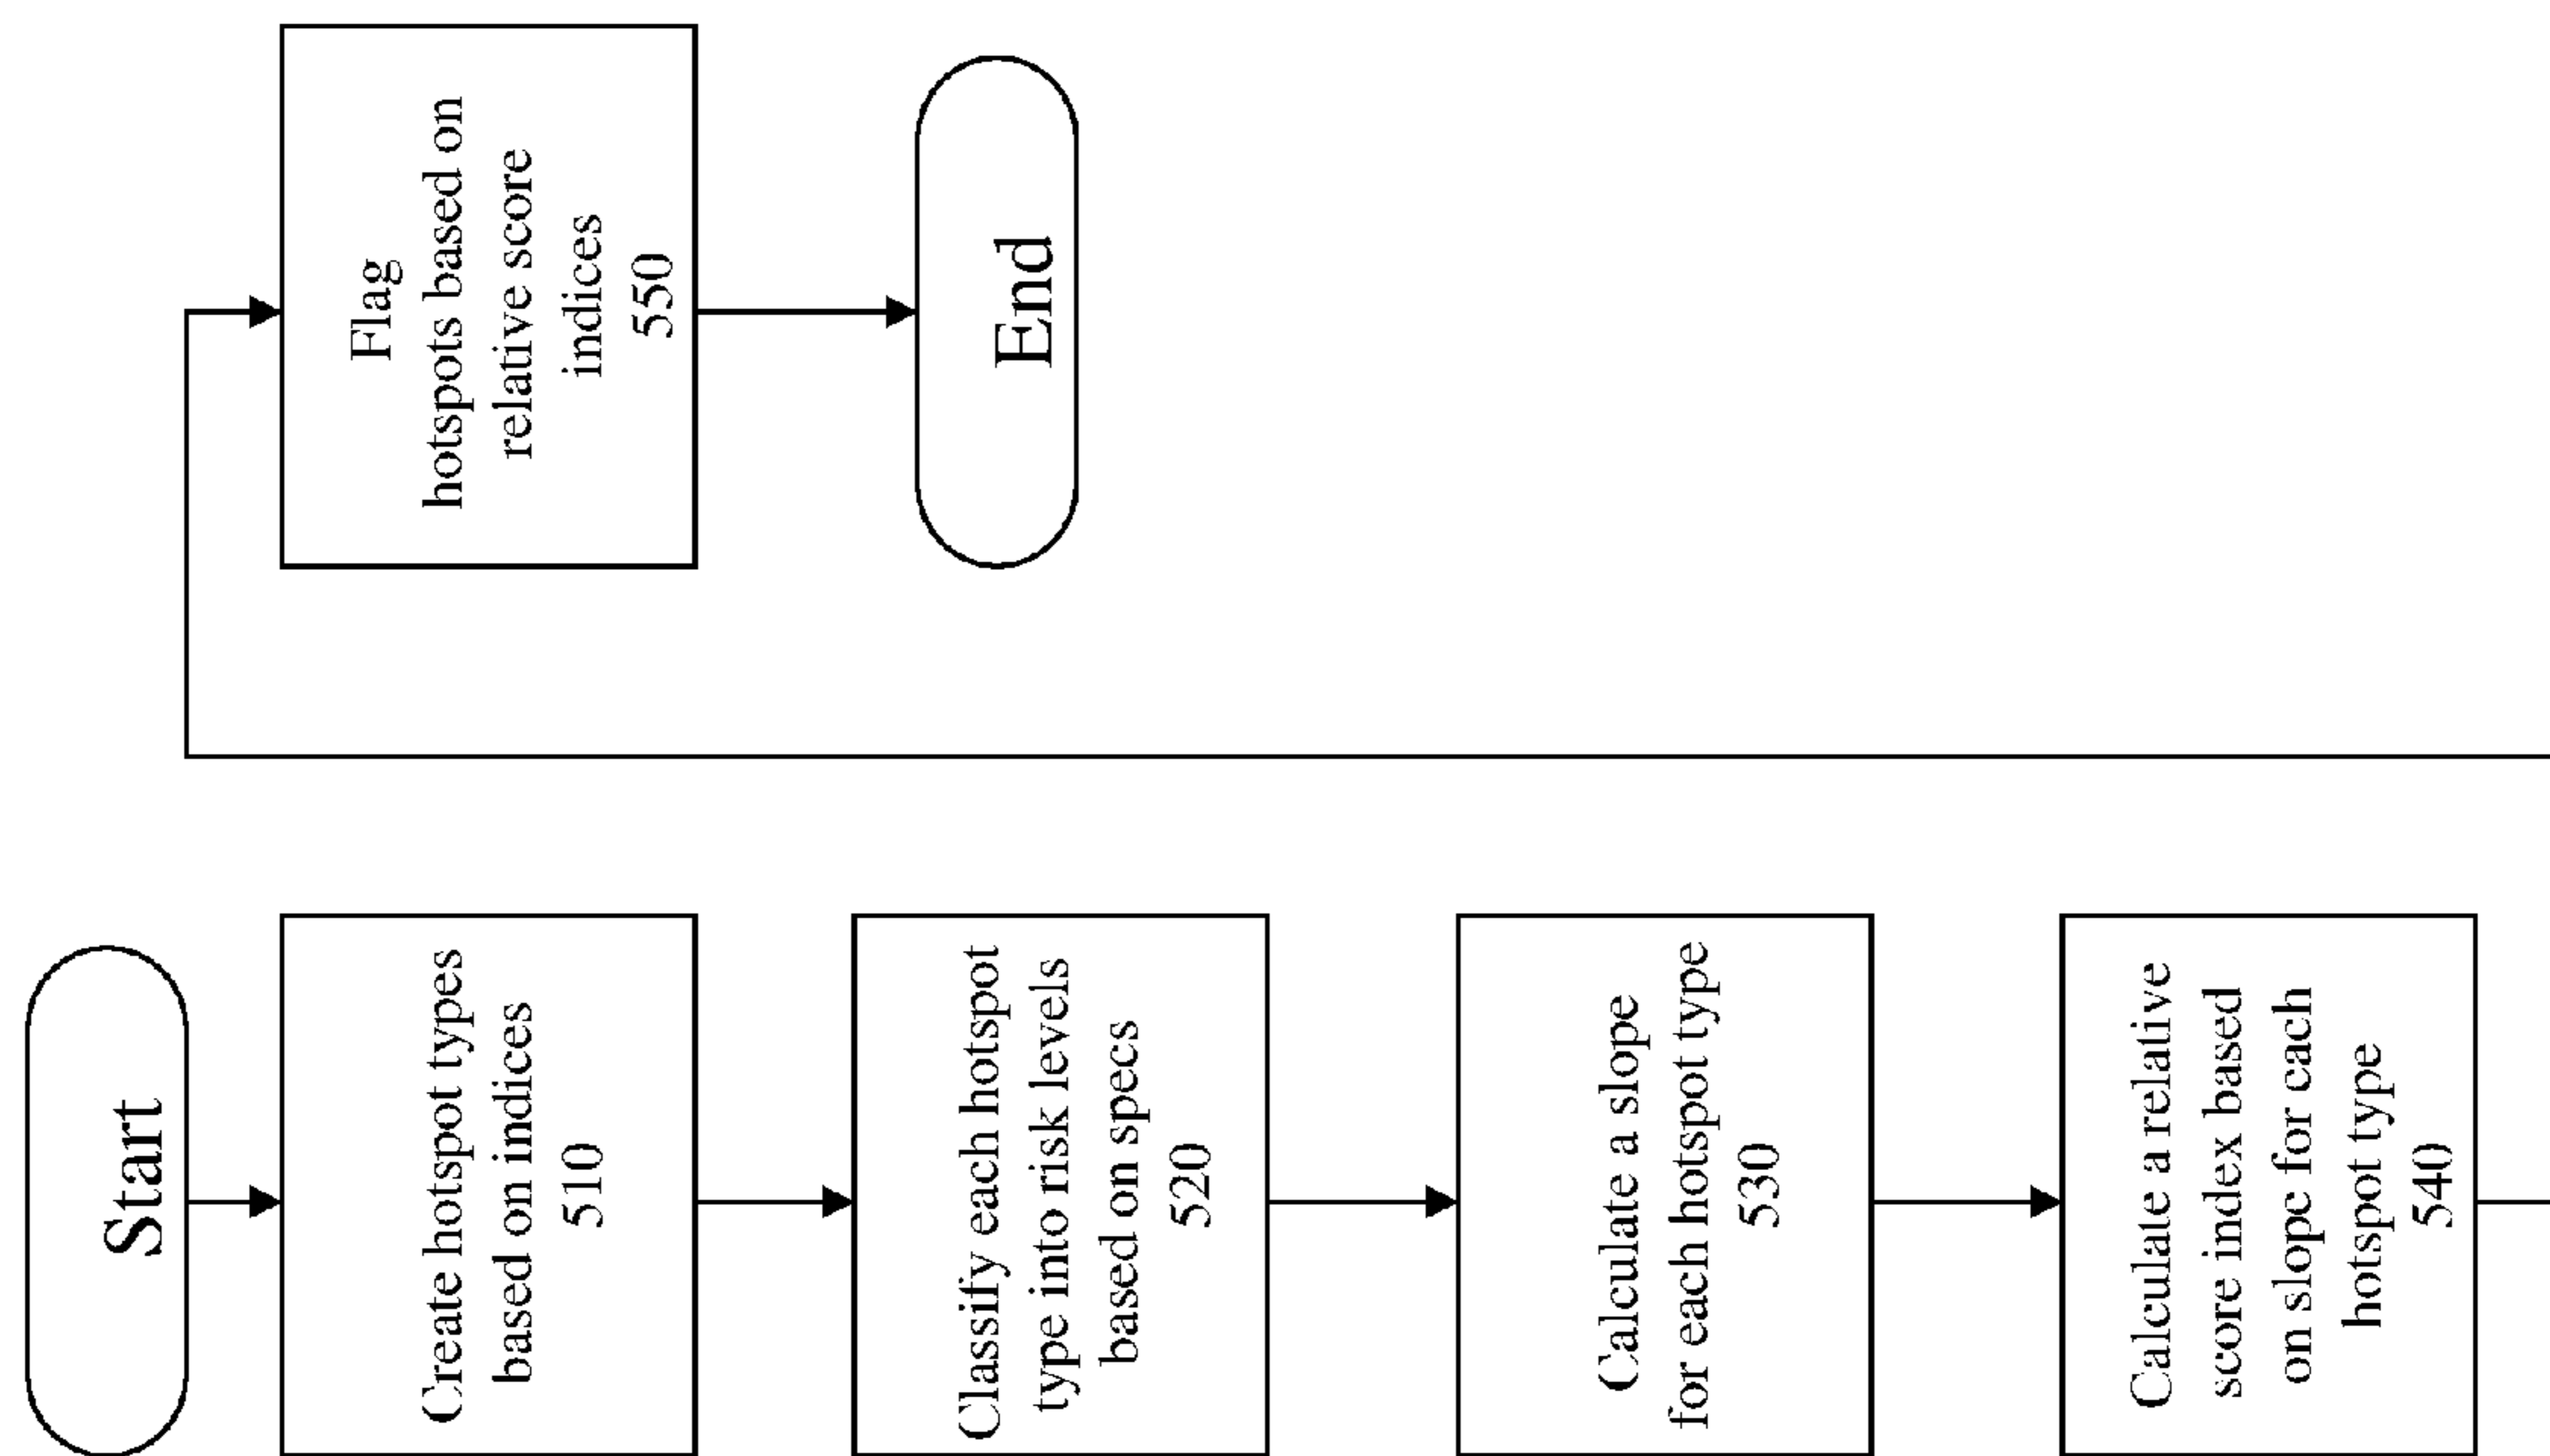 Start
Create hotspot types
based on indices
510
Classify each hotspot
type into risk levels
based on specs
520
Calculate a slope
for each hotspot type
530
Calculate a relative
score index based
on slope for each
hotspot type
540
Flag
hotspots based on
relative score
indices
550
End